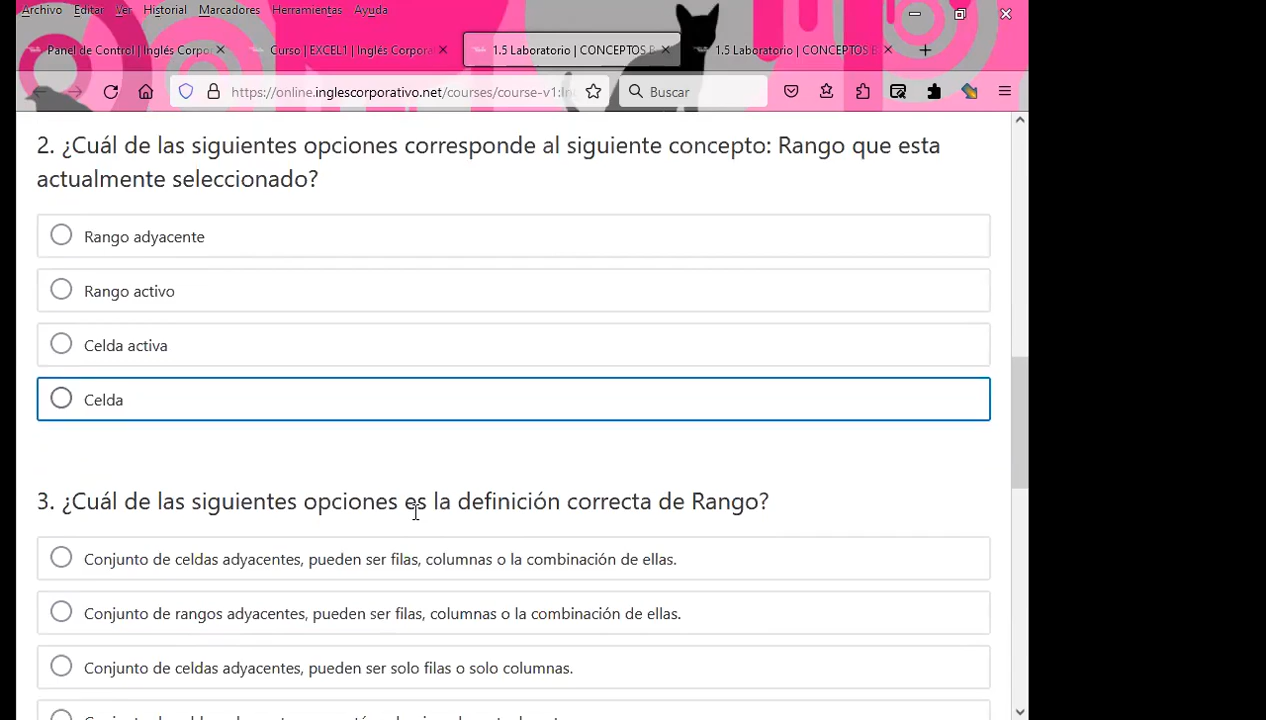 Archivo Editar Ver Historial Marcadores Herramientas Ayuda
Panel de Control | Inglés Corpo
Curso | EXCEL1 | Inglés Corpora
1.5 Laboratorio | CONCEPTOS
1.5 Laboratorio | CONCEPTOS
https://online.inglescorporativo.net/courses/course-v1:In
Buscar
2. ¿Cuál de las siguientes opciones corresponde al siguiente concepto: Rango que esta
actualmente seleccionado?
Rango adyacente
Rango activo
Celda activa
Celda
3. ¿Cuál de las siguientes opciones es la definición correcta de Rango?
Conjunto de celdas adyacentes, pueden ser filas, columnas o la combinación de ellas.
Conjunto de rangos adyacentes, pueden ser filas, columnas o la combinación de ellas.
Conjunto de celdas adyacentes, pueden ser solo filas o solo columnas.